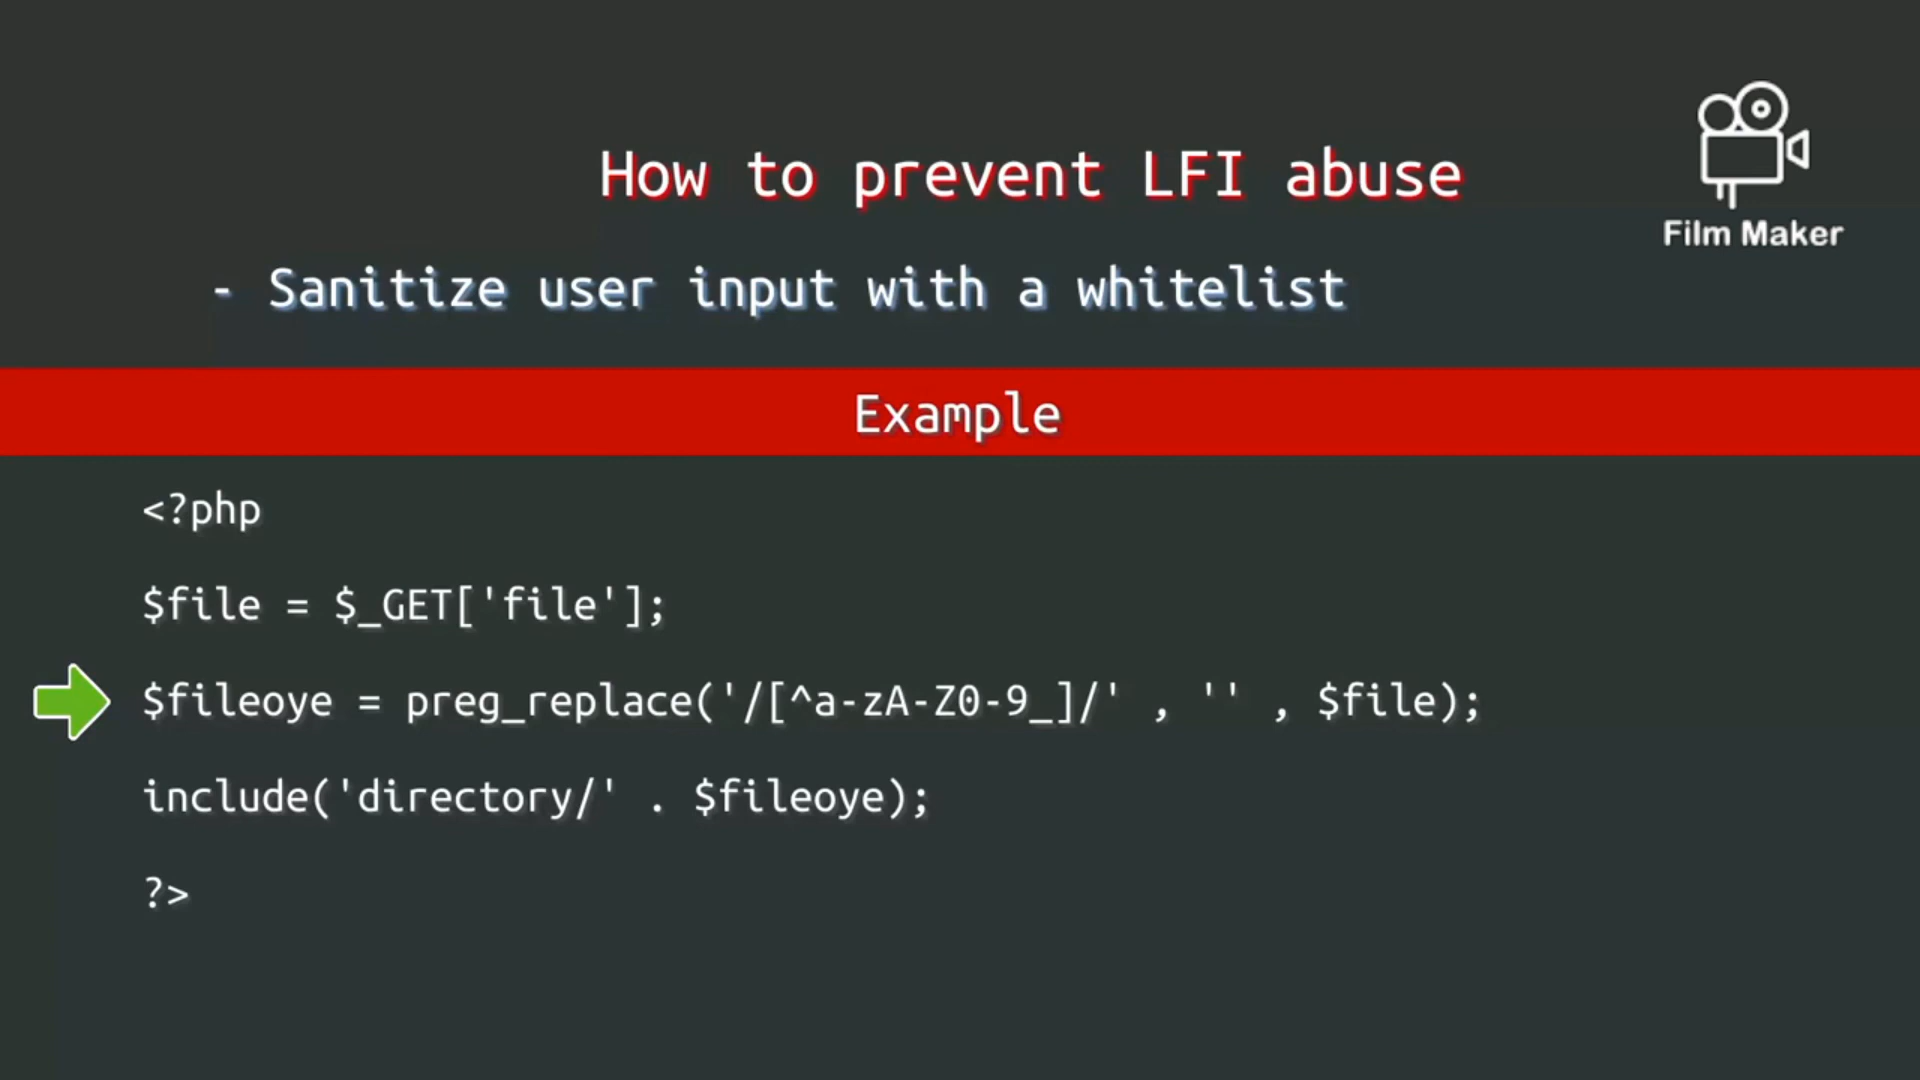 How to prevent LFI abuse
Film Maker
- Sanitize user input with a whitelist
Example
<?php
$file = $_GET['file'];
$fileoye = preg_replace('/[^a-zA-Z0-9_]/' , '' , $file);
include('directory/' . $fileoye);
?>